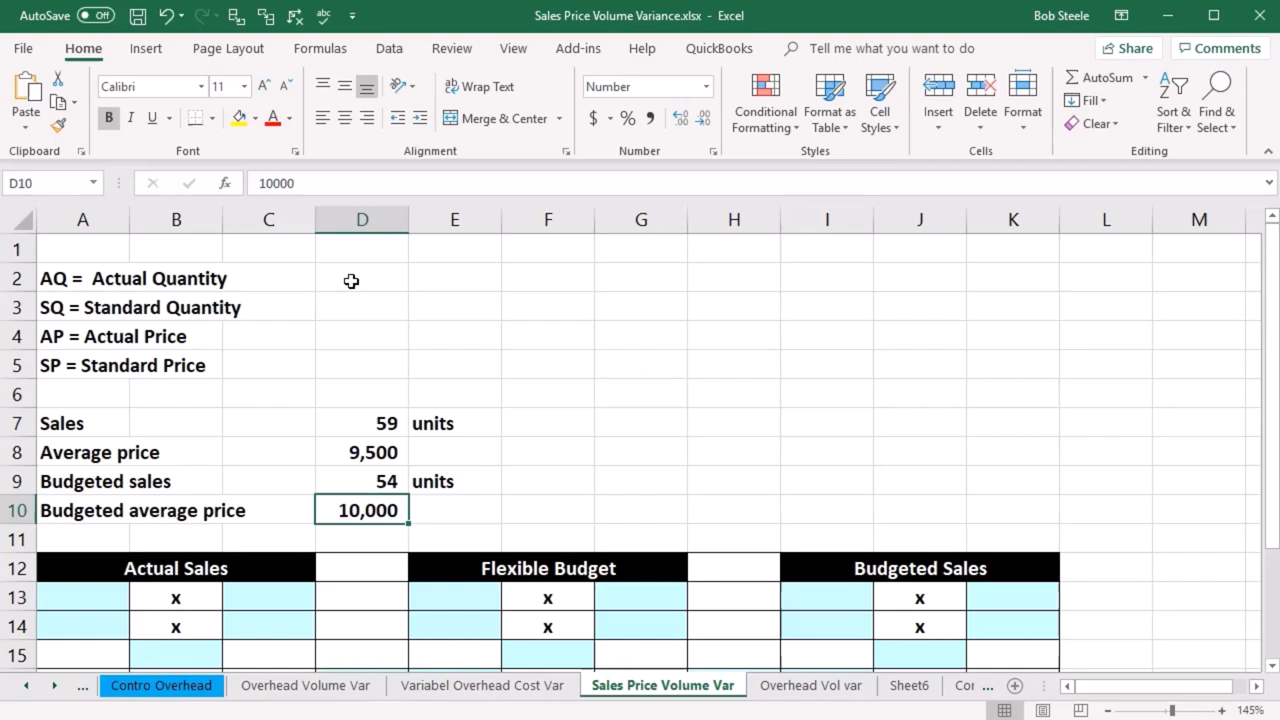 AutoSave Off abc Sales Price Volume Variance.xlsx - Excel Bob Steele
File Home Insert Page Layout Formulas Data Review View Add-ins Help QuickBooks Tell me what you want to do Share Comments
Paste Calibri 11 A A ab Wrap Text Number Conditional Formatting Format as Table Cell Styles Insert Delete Format AutoSum Sort & Filter Find & Select
B I U A Merge & Center $ % , Fill
Clear
Clipboard Font Alignment Number Styles Cells Editing
D10 fx 10000
A B C D E F G H I J K L M
1
2 AQ = Actual Quantity
3 SQ = Standard Quantity
4 AP = Actual Price
5 SP = Standard Price
6
7 Sales 59 units
8 Average price 9,500
9 Budgeted sales 54 units
10 Budgeted average price 10,000
11
12 Actual Sales Flexible Budget Budgeted Sales
13 x x x
14 x x x
15
... Contro Overhead Overhead Volume Var Variabel Overhead Cost Var Sales Price Volume Var Overhead Vol var Sheet6 Cor ...
145%